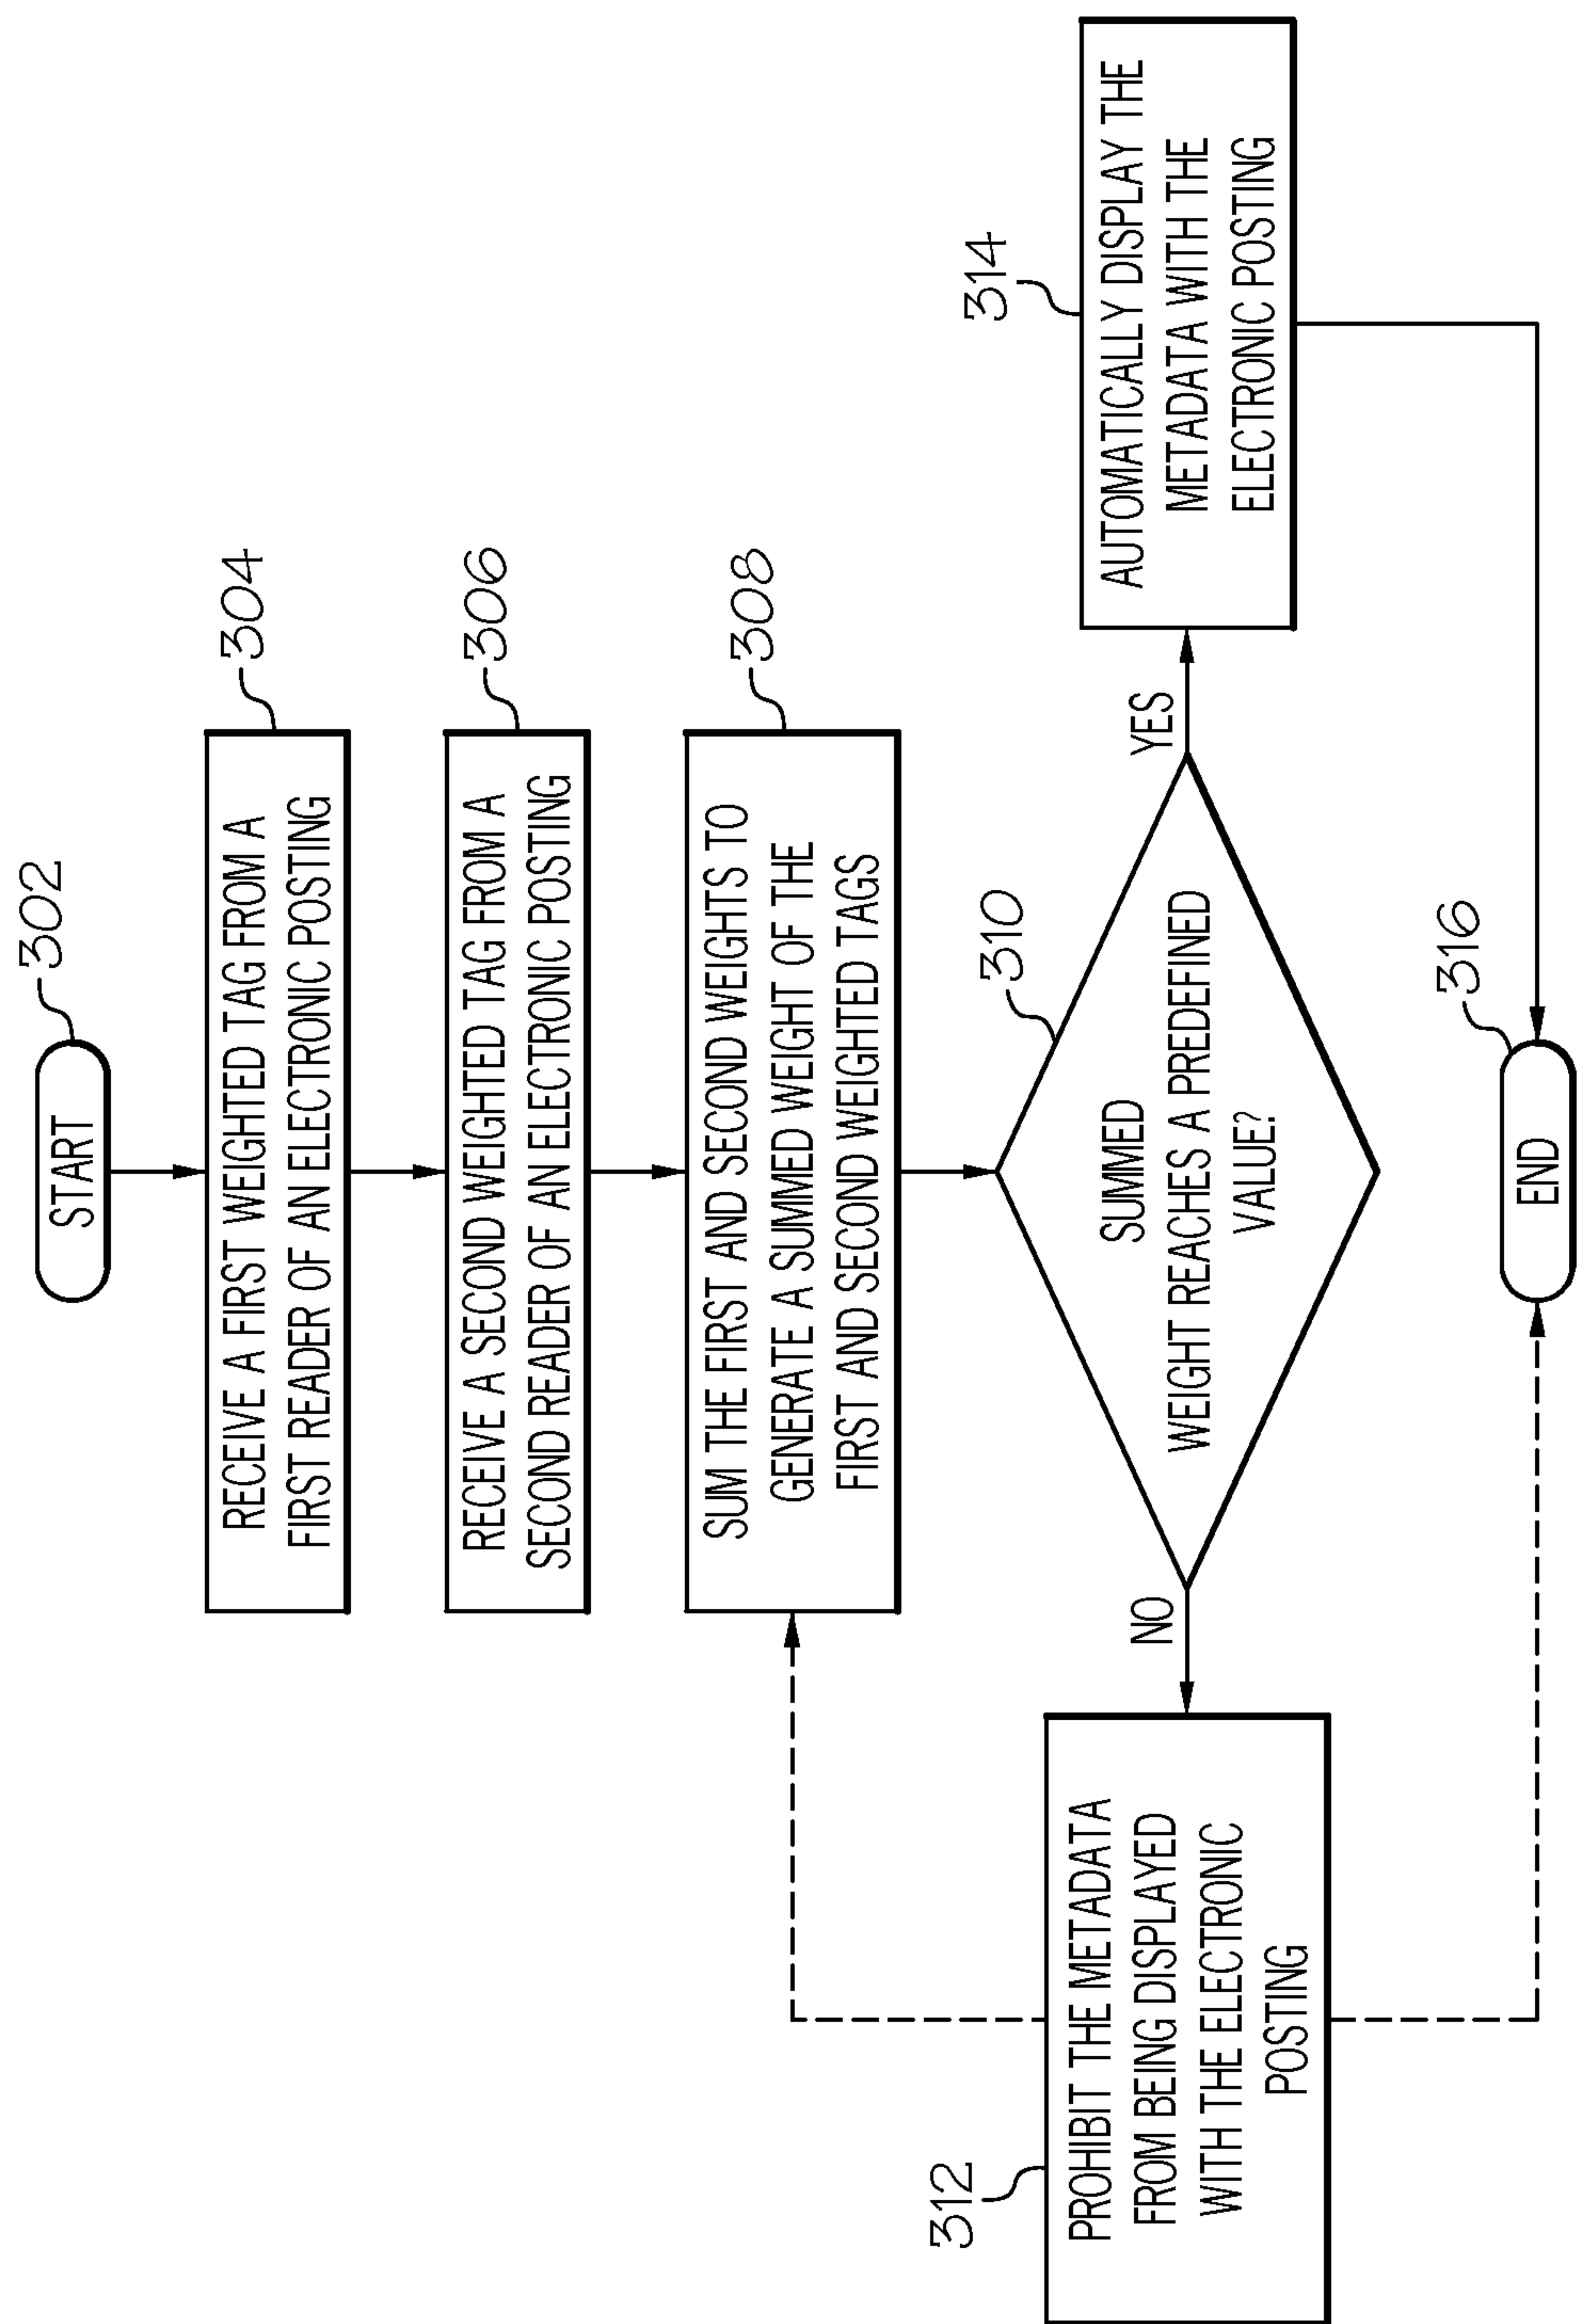 302
START
304
RECEIVE A FIRST WEIGHTED TAG FROM A
FIRST READER OF AN ELECTRONIC POSTING
306
RECEIVE A SECOND WEIGHTED TAG FROM A
SECOND READER OF AN ELECTRONIC POSTING
308
SUM THE FIRST AND SECOND WEIGHTS TO
GENERATE A SUMMED WEIGHT OF THE
FIRST AND SECOND WEIGHTED TAGS
310
SUMMED
WEIGHT REACHES A PREDEFINED
VALUE?
NO
YES
312
PROHIBIT THE METADATA
FROM BEING DISPLAYED
WITH THE ELECTRONIC
POSTING
314
AUTOMATICALLY DISPLAY THE
METADATA WITH THE
ELECTRONIC POSTING
316
END